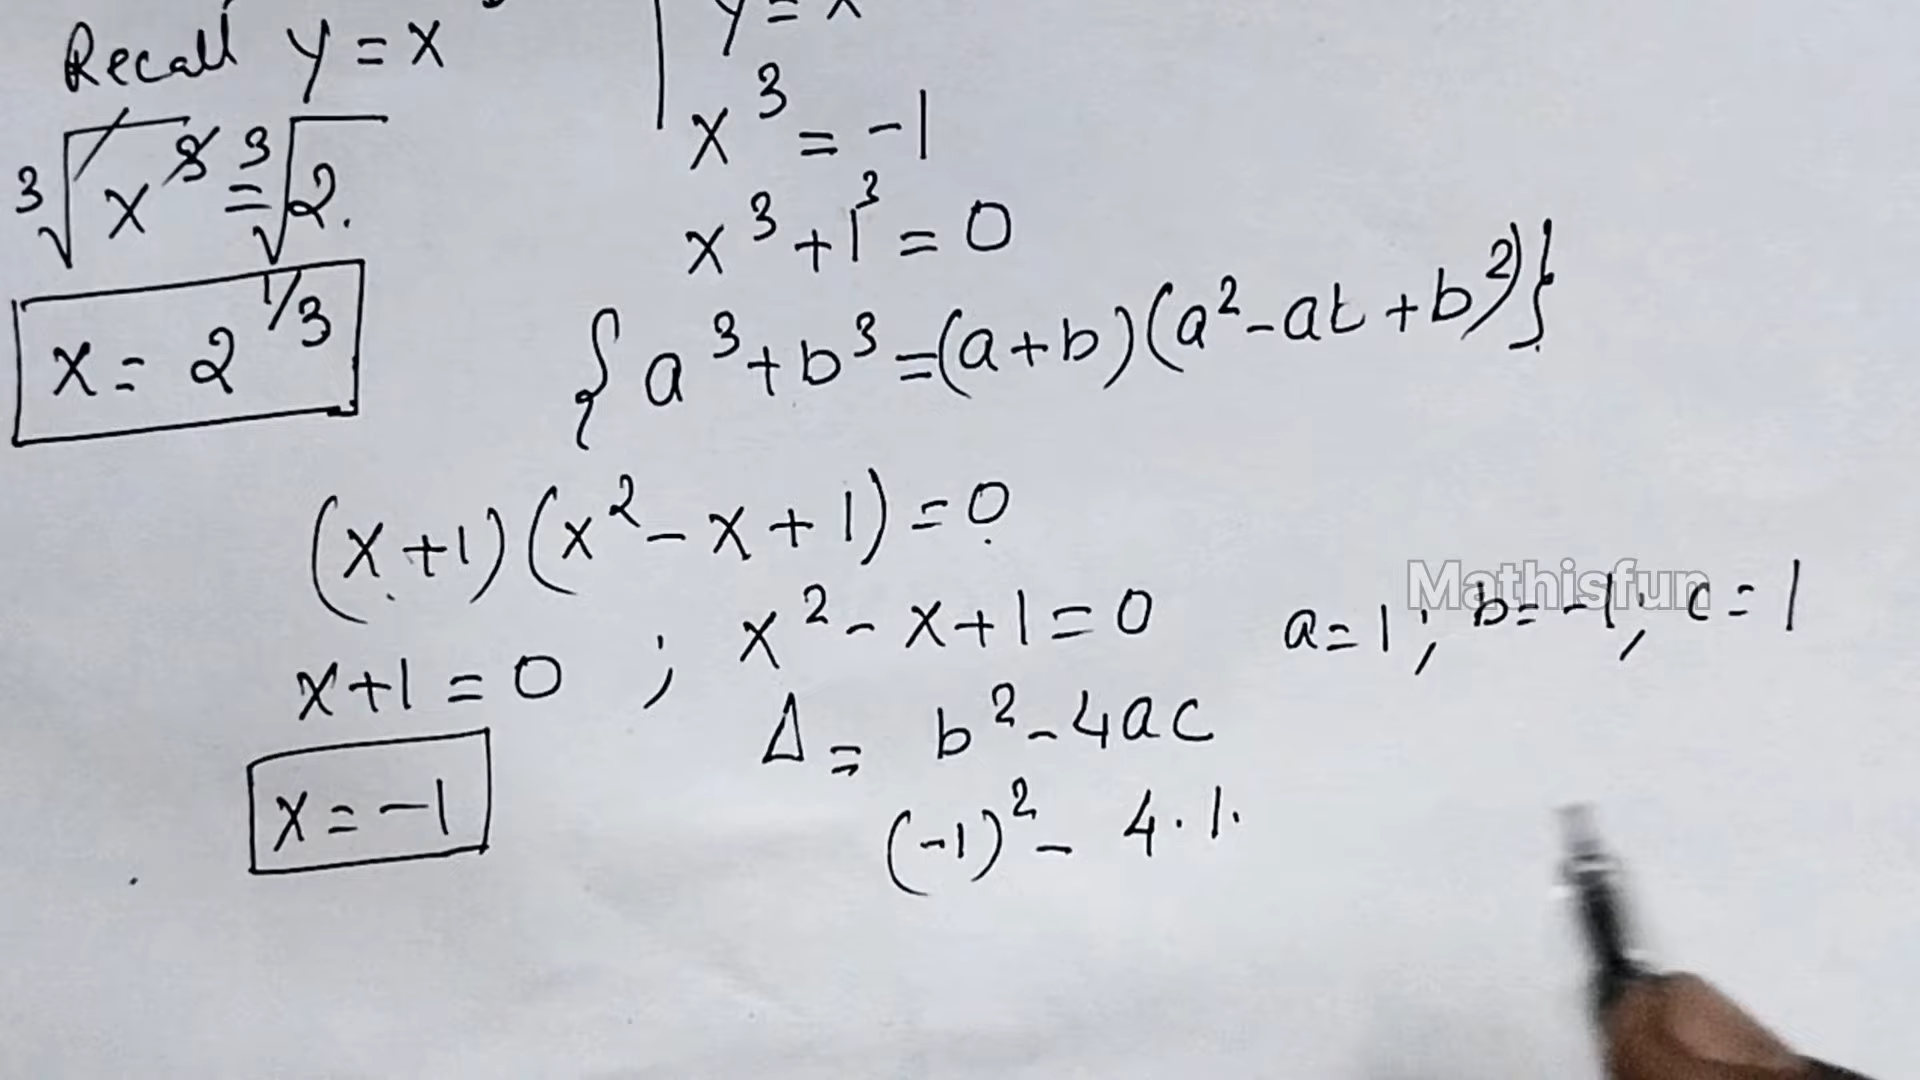 Recall y = x
∛x³ = ∛2.
x = 2^(1/3)
y = x
x³ = -1
x³ + 1³ = 0
{ a³ + b³ = (a+b)(a² - ab + b²) }
(x+1)(x² - x + 1) = 0
x+1 = 0 ; x² - x + 1 = 0 a = 1 ; b = -1 ; c = 1
Mathisfun
x = -1
Δ = b² - 4ac
(-1)² - 4 . 1 .